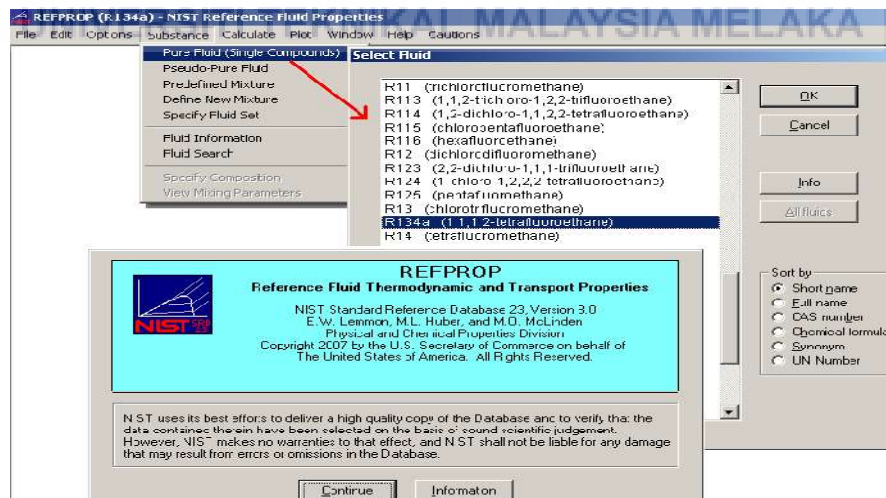 REFPROP (R134a) - NIST Reference Fluid Properties
UNIVERSITI TEKNIKAL MALAYSIA MELAKA
File Edit Options Substance Calculate Plot Window Help Cautions
Pure Fluid (Single Compounds)
Pseudo-Pure Fluid
Predefined Mixture
Define New Mixture
Specify Fluid Set
Fluid Information
Fluid Search
Specify Composition
View Mixing Parameters
Select Fluid
R11 (trichlorofluoromethane)
R113 (1,1,2-trichloro-1,2,2-trifluoroethane)
R114 (1,2-dichloro-1,1,2,2-tetrafluoroethane)
R115 (chloropentafluoroethane)
R116 (hexafluoroethane)
R12 (dichlorodifluoromethane)
R123 (2,2-dichloro-1,1,1-trifluoroethane)
R124 (1-chloro-1,2,2,2-tetrafluoroethane)
R125 (pentafluoroethane)
R13 (chlorotrifluoromethane)
R134a (1,1,1,2-tetrafluoroethane)
R14 (tetrafluoromethane)
OK
Cancel
Info
All fluids
Sort by
Short name
Full name
CAS number
Chemical formula
Synonym
UN Number
REFPROP
Reference Fluid Thermodynamic and Transport Properties
NIST Standard Reference Database 23, Version 8.0
E.W. Lemmon, M.L. Huber, and M.O. McLinden
Physical and Chemical Properties Division
Copyright 2007 by the U.S. Secretary of Commerce on behalf of
The United States of America. All Rights Reserved.
NIST SRD 23
NIST uses its best efforts to deliver a high quality copy of the Database and to verify that the
data contained therein have been selected on the basis of sound scientific judgement.
However, NIST makes no warranties to that effect, and NIST shall not be liable for any damage
that may result from errors or omissions in the Database.
Continue
Information